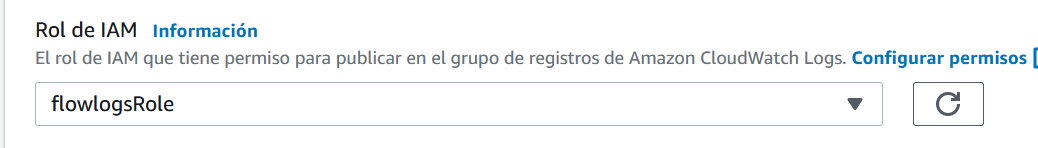 Rol de IAM Información
El rol de IAM que tiene permiso para publicar en el grupo de registros de Amazon CloudWatch Logs. Configurar permisos
flowlogsRole